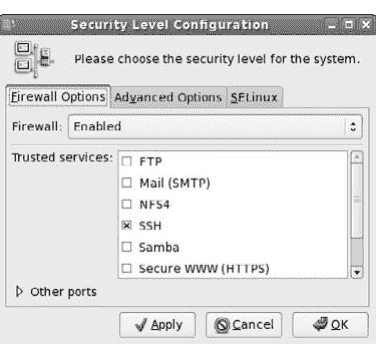 Security Level Configuration
Please choose the security level for the system.
Firewall Options Advanced Options SELinux
Firewall: Enabled
Trusted services:
FTP
Mail (SMTP)
NFS4
SSH
Samba
Secure WWW (HTTPS)
Other ports
Apply Cancel OK